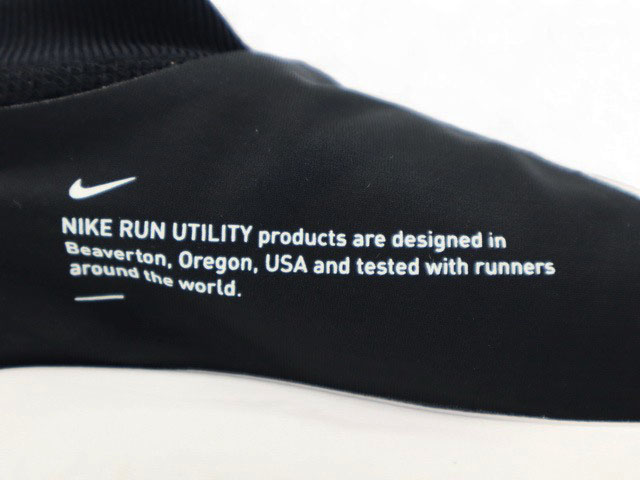 NIKE RUN UTILITY products are designed in
Beaverton, Oregon, USA and tested with runners
around the world.